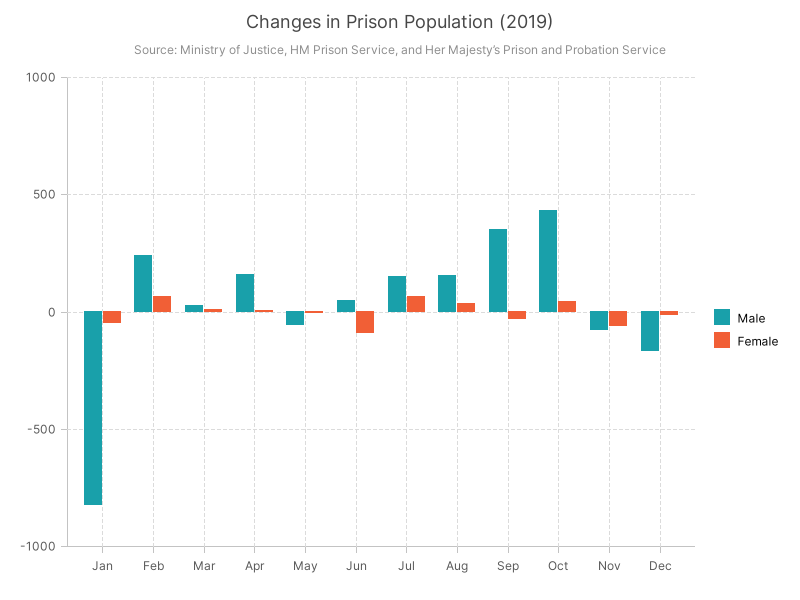 Changes in Prison Population (2019)
Source: Ministry of Justice, HM Prison Service, and Her Majesty’s Prison and Probation Service
1000
500
0
-500
-1000
Jan Feb Mar Apr May Jun Jul Aug Sep Oct Nov Dec
Male
Female